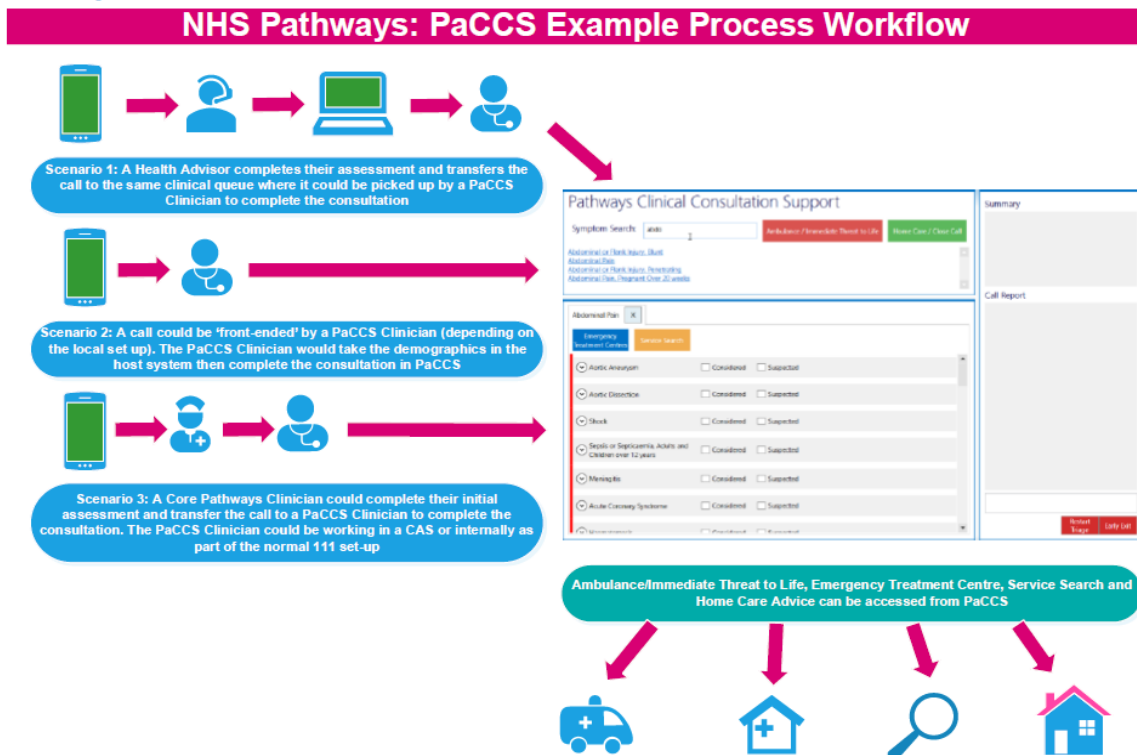 NHS Pathways: PaCCS Example Process Workflow
Scenario 1: A Health Advisor completes their assessment and transfers the
call to the same clinical queue where it could be picked up by a PaCCS
Clinician to complete the consultation
Scenario 2: A call could be ‘front-ended’ by a PaCCS Clinician (depending on
the local set up). The PaCCS Clinician would take the demographics in the
host system then complete the consultation in PaCCS
Scenario 3: A Core Pathways Clinician could complete their initial
assessment and transfer the call to a PaCCS Clinician to complete the
consultation. The PaCCS Clinician could be working in a CAS or internally as
part of the normal 111 set-up
Pathways Clinical Consultation Support
Symptom Search: abdo
Ambulance / Immediate Threat to Life
Home Care / Close Call
Abdominal or Flank Injury, Blunt
Abdominal Pain
Abdominal or Flank Injury, Penetrating
Abdominal Pain, Pregnant Over 20 weeks
Abdominal Pain X
Emergency
Treatment Centres
Service Search
Aortic Aneurysm Considered Suspected
Aortic Dissection Considered Suspected
Shock Considered Suspected
Sepsis or Septicaemia, Adults and
Children over 12 years Considered Suspected
Meningitis Considered Suspected
Acute Coronary Syndrome Considered Suspected
Considered Suspected
Summary
Call Report
Restart
Triage
Early Exit
Ambulance/Immediate Threat to Life, Emergency Treatment Centre, Service Search and
Home Care Advice can be accessed from PaCCS